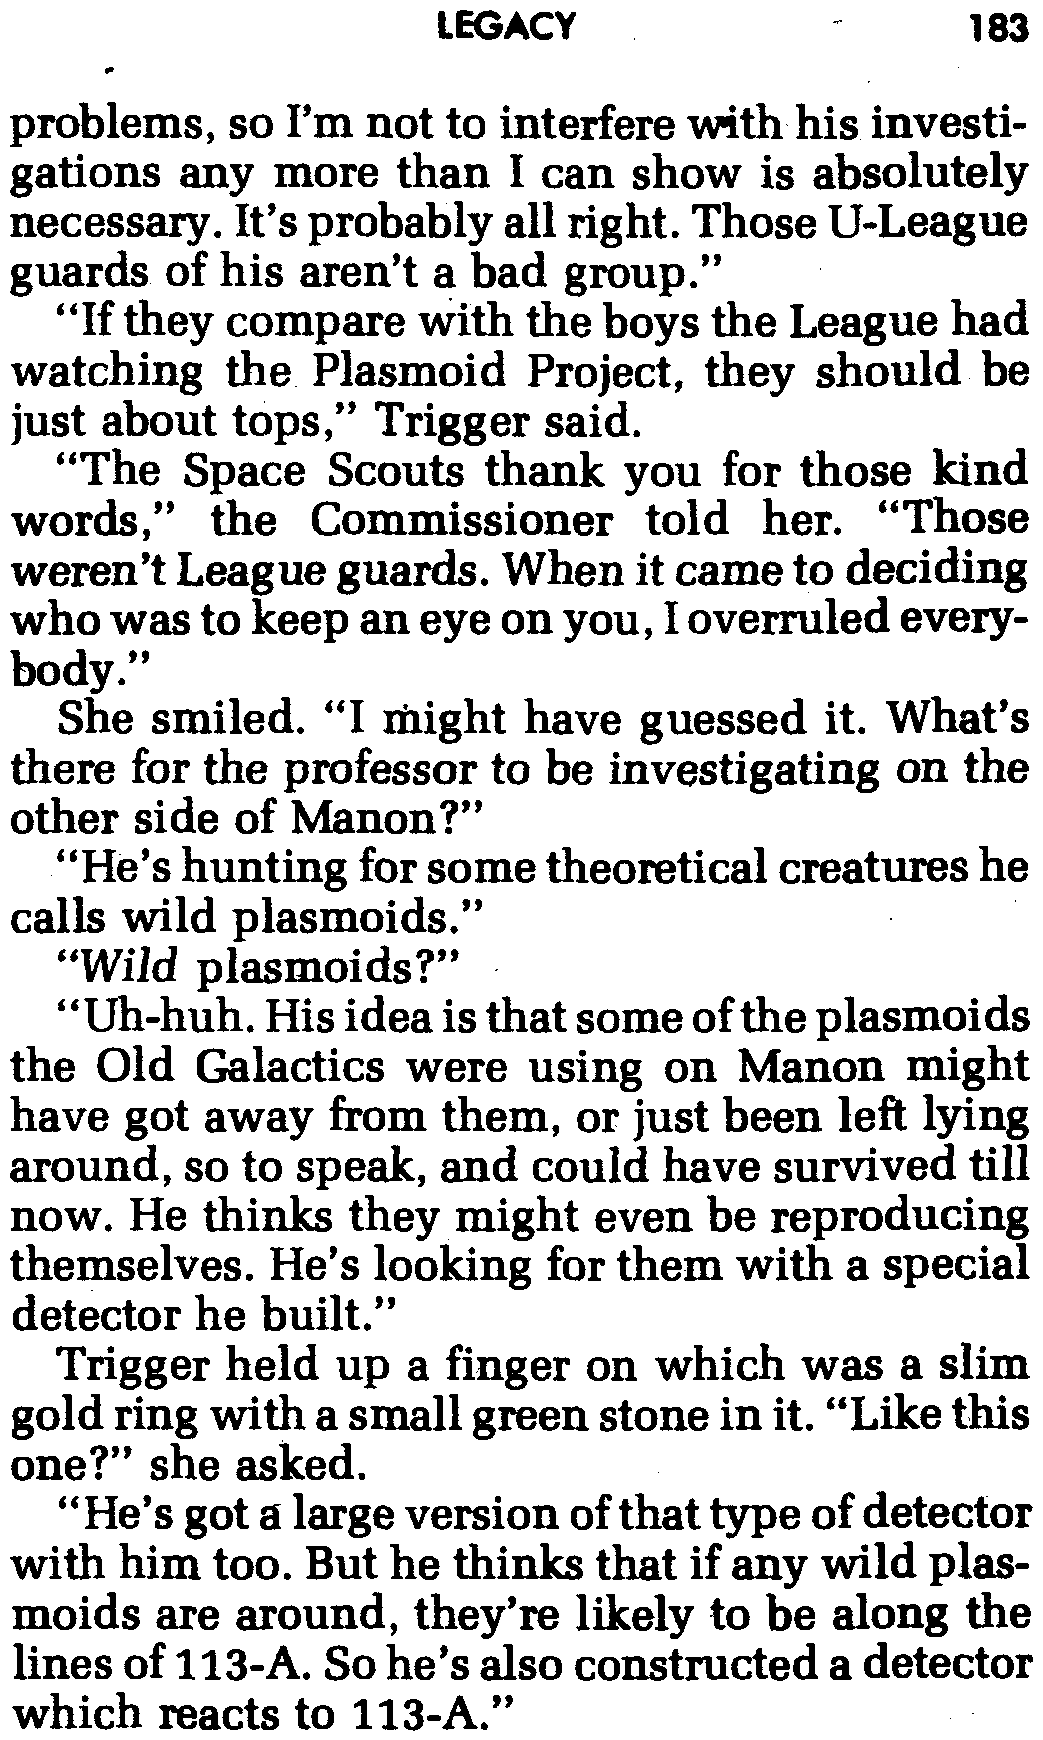 LEGACY 183
problems, so I'm not to interfere with his investi-
gations any more than I can show is absolutely
necessary. It's probably all right. Those U-League
guards of his aren't a bad group."
"If they compare with the boys the League had
watching the Plasmoid Project, they should be
just about tops," Trigger said.
"The Space Scouts thank you for those kind
words," the Commissioner told her. "Those
weren't League guards. When it came to deciding
who was to keep an eye on you, I overruled every-
body."
She smiled. "I might have guessed it. What's
there for the professor to be investigating on the
other side of Manon?"
"He's hunting for some theoretical creatures he
calls wild plasmoids."
"Wild plasmoids?"
"Uh-huh. His idea is that some of the plasmoids
the Old Galactics were using on Manon might
have got away from them, or just been left lying
around, so to speak, and could have survived till
now. He thinks they might even be reproducing
themselves. He's looking for them with a special
detector he built."
Trigger held up a finger on which was a slim
gold ring with a small green stone in it. "Like this
one?" she asked.
"He's got a large version of that type of detector
with him too. But he thinks that if any wild plas-
moids are around, they're likely to be along the
lines of 113-A. So he's also constructed a detector
which reacts to 113-A."